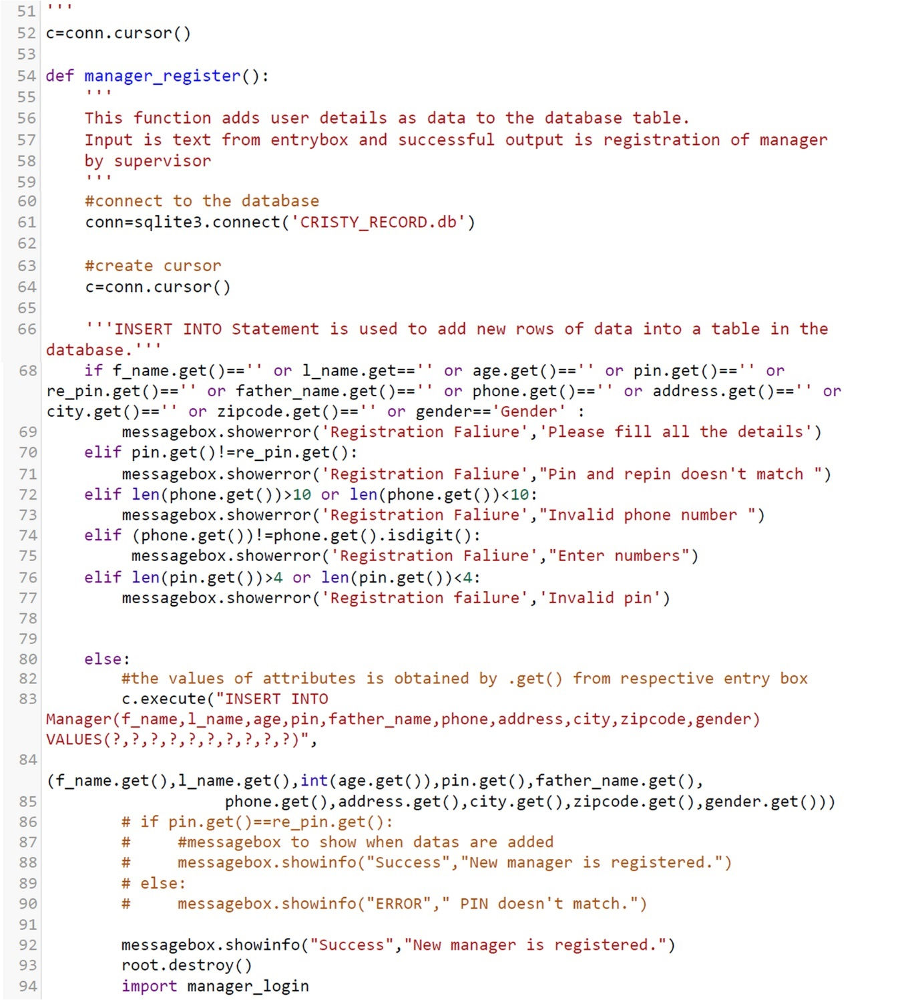 51 '''
52 c=conn.cursor()
53
54 def manager_register():
55     '''
56     This function adds user details as data to the database table.
57     Input is text from entrybox and successful output is registration of manager
58     by supervisor
59     '''
60     #connect to the database
61     conn=sqlite3.connect('CRISTY_RECORD.db')
62
63     #create cursor
64     c=conn.cursor()
65
66     '''INSERT INTO Statement is used to add new rows of data into a table in the
database.'''
68     if f_name.get()=='' or l_name.get=='' or age.get()=='' or pin.get()=='' or
re_pin.get()=='' or father_name.get()=='' or phone.get()=='' or address.get()=='' or
city.get()=='' or zipcode.get()=='' or gender=='Gender' :
69         messagebox.showerror('Registration Faliure','Please fill all the details')
70     elif pin.get()!=re_pin.get():
71         messagebox.showerror('Registration Faliure',"Pin and repin doesn't match ")
72     elif len(phone.get())>10 or len(phone.get())<10:
73         messagebox.showerror('Registration Faliure',"Invalid phone number ")
74     elif (phone.get())!=phone.get().isdigit():
75          messagebox.showerror('Registration Faliure',"Enter numbers")
76     elif len(pin.get())>4 or len(pin.get())<4:
77         messagebox.showerror('Registration failure','Invalid pin')
78
79
80     else:
82         #the values of attributes is obtained by .get() from respective entry box
83         c.execute("INSERT INTO
Manager(f_name,l_name,age,pin,father_name,phone,address,city,zipcode,gender)
VALUES(?,?,?,?,?,?,?,?,?,?)",
84
(f_name.get(),l_name.get(),int(age.get()),pin.get(),father_name.get(),
85                    phone.get(),address.get(),city.get(),zipcode.get(),gender.get()))
86         # if pin.get()==re_pin.get():
87         #     #messagebox to show when datas are added
88         #     messagebox.showinfo("Success","New manager is registered.")
89         # else:
90         #     messagebox.showinfo("ERROR"," PIN doesn't match.")
91
92         messagebox.showinfo("Success","New manager is registered.")
93         root.destroy()
94         import manager_login